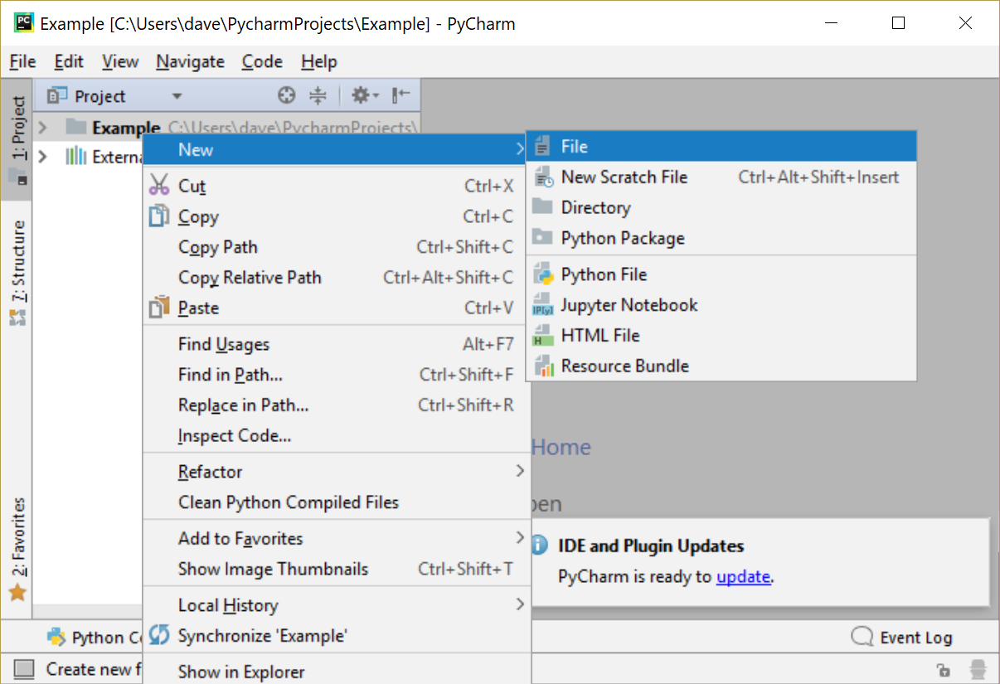 PC
Example [C:\Users\dave\PycharmProjects\Example] - PyCharm
File Edit View Navigate Code Help
1: Project
7: Structure
2: Favorites
Project
Example C:\Users\dave\PycharmProjects\
Externa
New
Cut Ctrl+X
Copy Ctrl+C
Copy Path Ctrl+Shift+C
Copy Relative Path Ctrl+Alt+Shift+C
Paste Ctrl+V
Find Usages Alt+F7
Find in Path... Ctrl+Shift+F
Replace in Path... Ctrl+Shift+R
Inspect Code...
Refactor
Clean Python Compiled Files
Add to Favorites
Show Image Thumbnails Ctrl+Shift+T
Local History
Synchronize 'Example'
Show in Explorer
File
New Scratch File Ctrl+Alt+Shift+Insert
Directory
Python Package
Python File
IP[y] Jupyter Notebook
H HTML File
Resource Bundle
Home
pen
IDE and Plugin Updates
PyCharm is ready to update.
Python Co
Event Log
Create new f